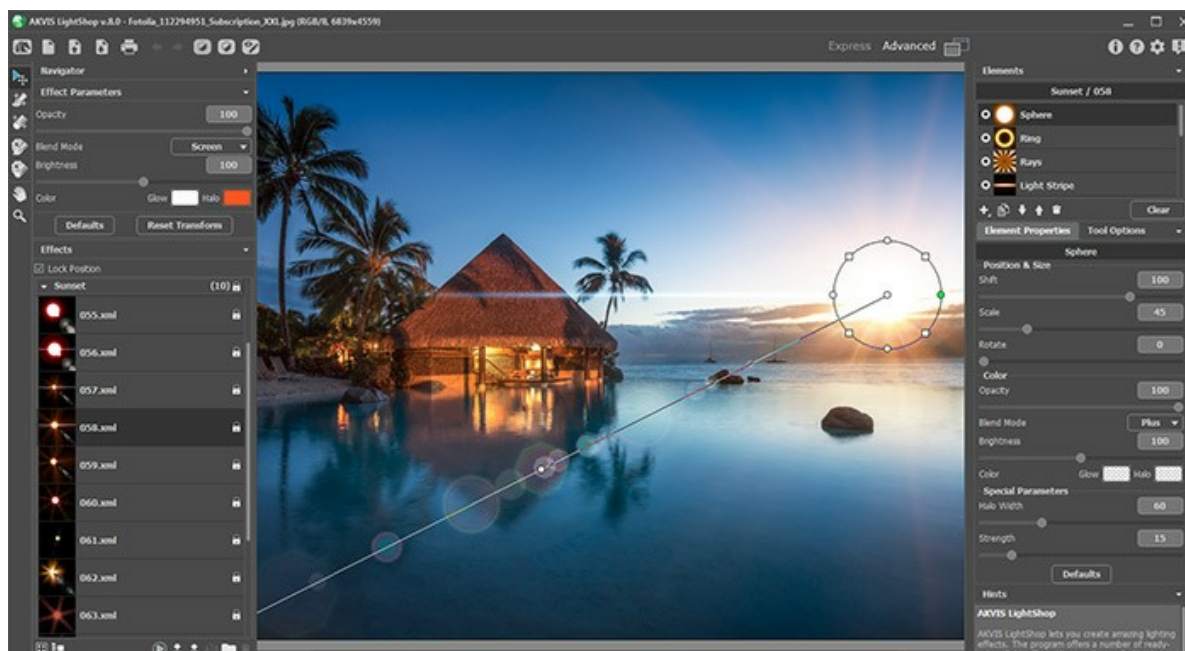 AKVIS LightShop v.8.0 - Fotolia_112294951_Subscription_XXL.jpg (RGB/8, 6839x4559)
Express Advanced
Navigator
Effect Parameters
Opacity 100
Blend Mode Screen
Brightness 100
Color Glow Halo
Defaults Reset Transform
Effects
Lock Position
Sunset (10)
055.xml
056.xml
057.xml
058.xml
059.xml
060.xml
061.xml
062.xml
063.xml
Elements
Sunset / 058
Sphere
Ring
Rays
Light Stripe
Clear
Element Properties Tool Options
Sphere
Position & Size
Shift 100
Scale 45
Rotate 0
Color
Opacity 100
Blend Mode Plus
Brightness 100
Color Glow Halo
Special Parameters
Halo Width 60
Strength 15
Defaults
Hints
AKVIS LightShop
AKVIS LightShop lets you create amazing lighting
effects. The program offers a number of ready-